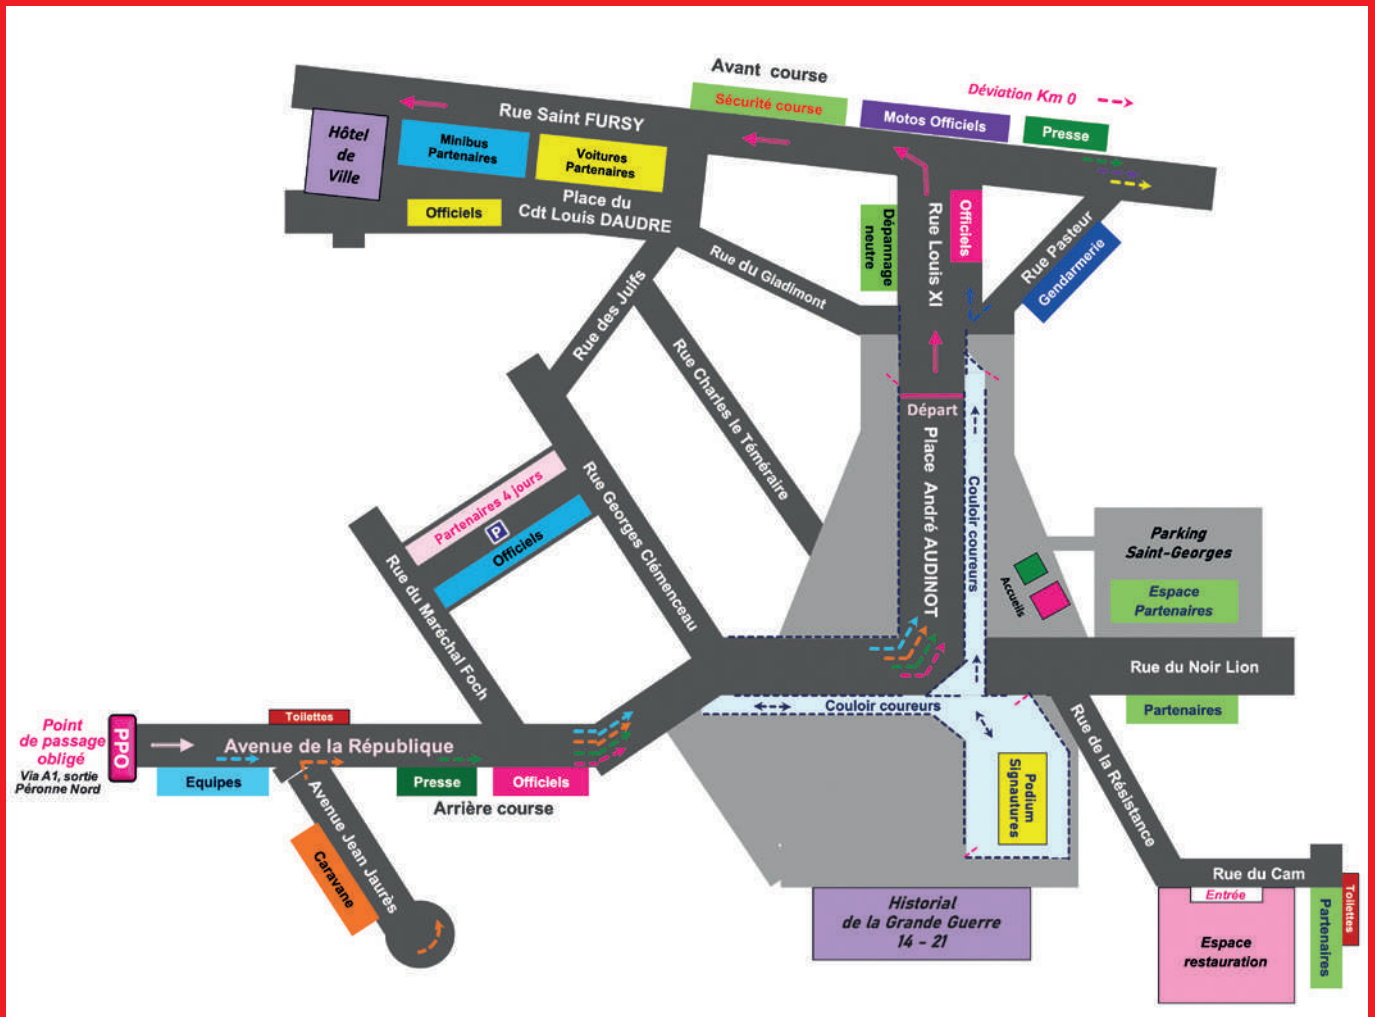 Avant course
Sécurité course
Motos Officiels
Déviation Km 0
Presse
Rue Saint FURSY
Hôtel
de
Ville
Minibus
Partenaires
Voitures
Partenaires
Officiels
Place du
Cdt Louis DAUDRE
Dépannage
neutre
Rue Louis XI
Officiels
Rue Pasteur
Gendarmerie
Rue du Gladimont
Rue des Juifs
Rue Charles le Téméraire
Départ
Place André AUDINOT
Couloir coureurs
Partenaires 4 jours
P
Officiels
Rue Georges Clémenceau
Rue du Maréchal Foch
Parking
Saint-Georges
Espace
Partenaires
Accueils
Rue du Noir Lion
Partenaires
Couloir coureurs
Podium
Signautures
Rue de la Résistance
Point
de passage
obligé
Via A1, sortie
Péronne Nord
PPO
Toilettes
Avenue de la République
Equipes
Presse
Officiels
Arrière course
Avenue Jean Jaurès
Caravane
Historial
de la Grande Guerre
14 - 21
Rue du Cam
Entrée
Espace
restauration
Partenaires
Toilettes